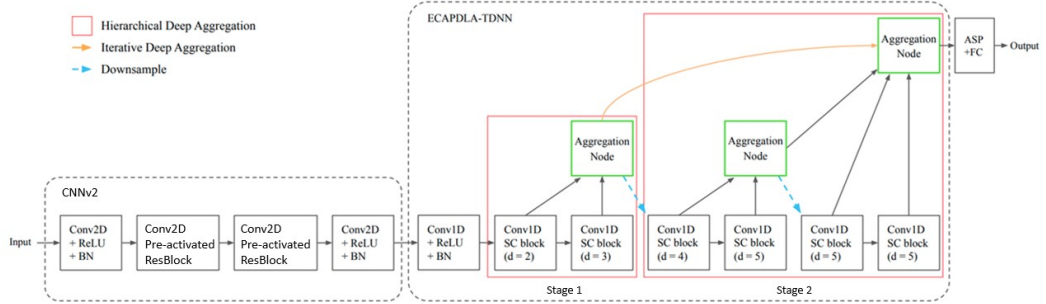 Hierarchical Deep Aggregation
Iterative Deep Aggregation
Downsample
ECAPDLA-TDNN
Aggregation
Node
ASP
+FC
Output
Aggregation
Node
Aggregation
Node
CNNv2
Input
Conv2D
+ ReLU
+ BN
Conv2D
Pre-activated
ResBlock
Conv2D
Pre-activated
ResBlock
Conv2D
+ ReLU
+ BN
Conv1D
+ ReLU
+ BN
Conv1D
SC block
(d = 2)
Conv1D
SC block
(d = 3)
Conv1D
SC block
(d = 4)
Conv1D
SC block
(d = 5)
Conv1D
SC block
(d = 5)
Conv1D
SC block
(d = 5)
Stage 1
Stage 2